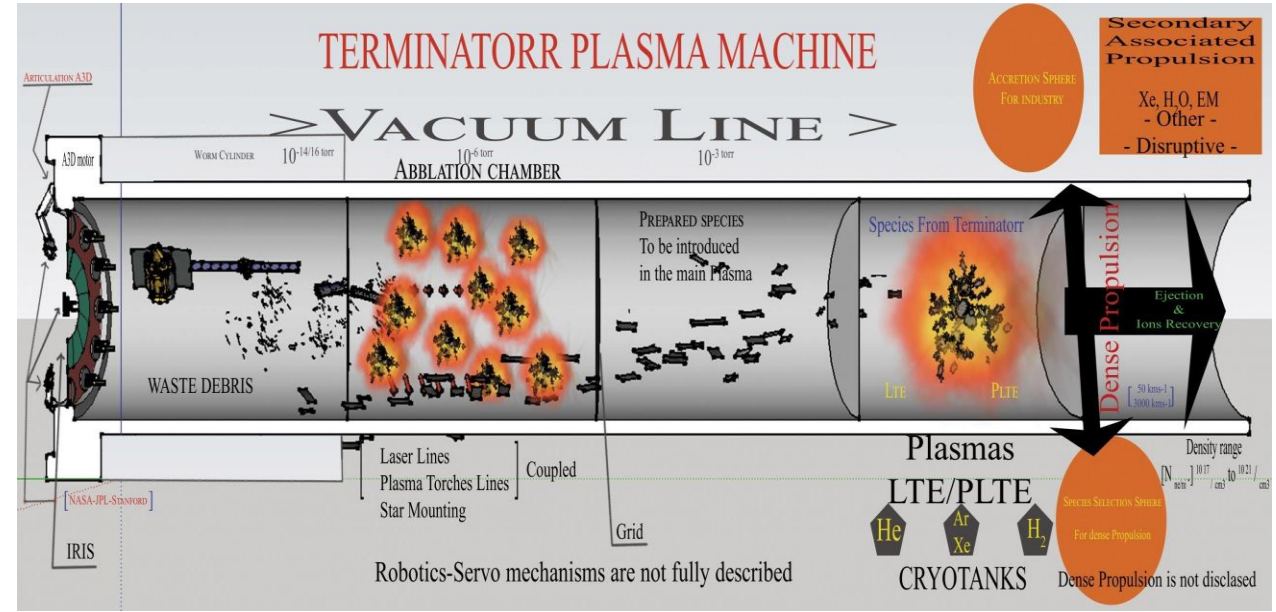 TERMINATORR PLASMA MACHINE
>VACUUM LINE >
ARTICULATION A3D
A3D motor
WORM CYLINDER
10-14/16 torr
10-6 torr
10-3 torr
ABBLATION CHAMBER
ACCRETION SPHERE
FOR INDUSTRY
Secondary
Associated
Propulsion
Xe, H2O, EM
- Other -
- Disruptive -
WASTE DEBRIS
PREPARED SPECIES
To be introduced
in the main Plasma
Species From Terminatorr
LTE
PLTE
Dense Propulsion
Ejection
&
Ions Recovery
[ 50 kms-1
3000 kms-1 ]
[NASA-JPL-STANFORD]
IRIS
Laser Lines
Plasma Torches Lines
Star Mounting
Coupled
Grid
Robotics-Servo mechanisms are not fully described
Plasmas
LTE/PLTE
He
Ar
Xe
H2
CRYOTANKS
SPECIES SELECTION SPHERE
For dense Propulsion
Density range
10 17 / cm3 to 10 21 / cm3
Dense Propulsion is not disclased